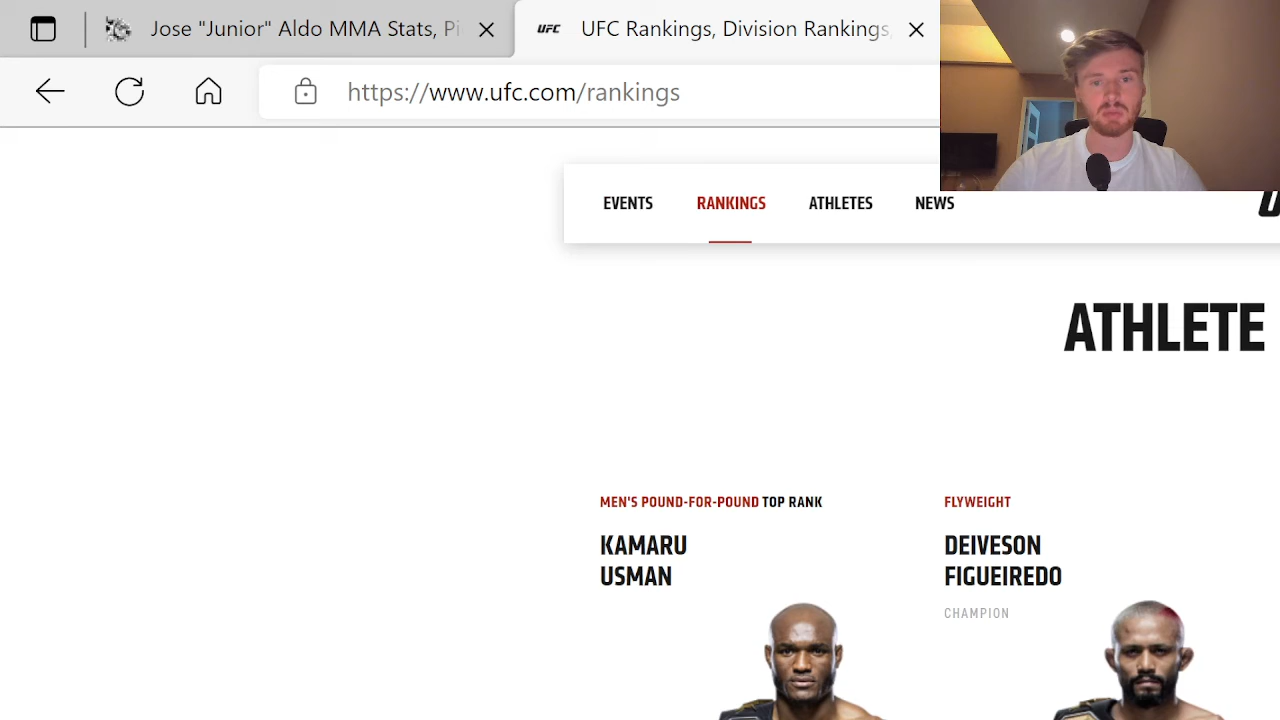 Jose "Junior" Aldo MMA Stats, Pi
UFC
UFC Rankings, Division Rankings,
https://www.ufc.com/rankings
EVENTS
RANKINGS
ATHLETES
NEWS
ATHLETE
MEN'S POUND-FOR-POUND TOP RANK
KAMARU
USMAN
FLYWEIGHT
DEIVESON
FIGUEIREDO
CHAMPION